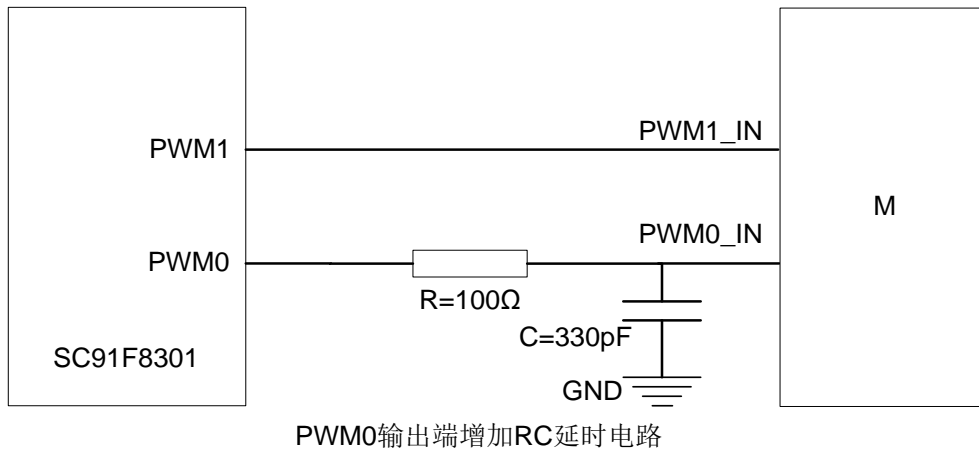 PWM1
PWM1_IN
M
PWM0
PWM0_IN
R=100Ω
C=330pF
SC91F8301
GND
PWM0输出端增加RC延时电路